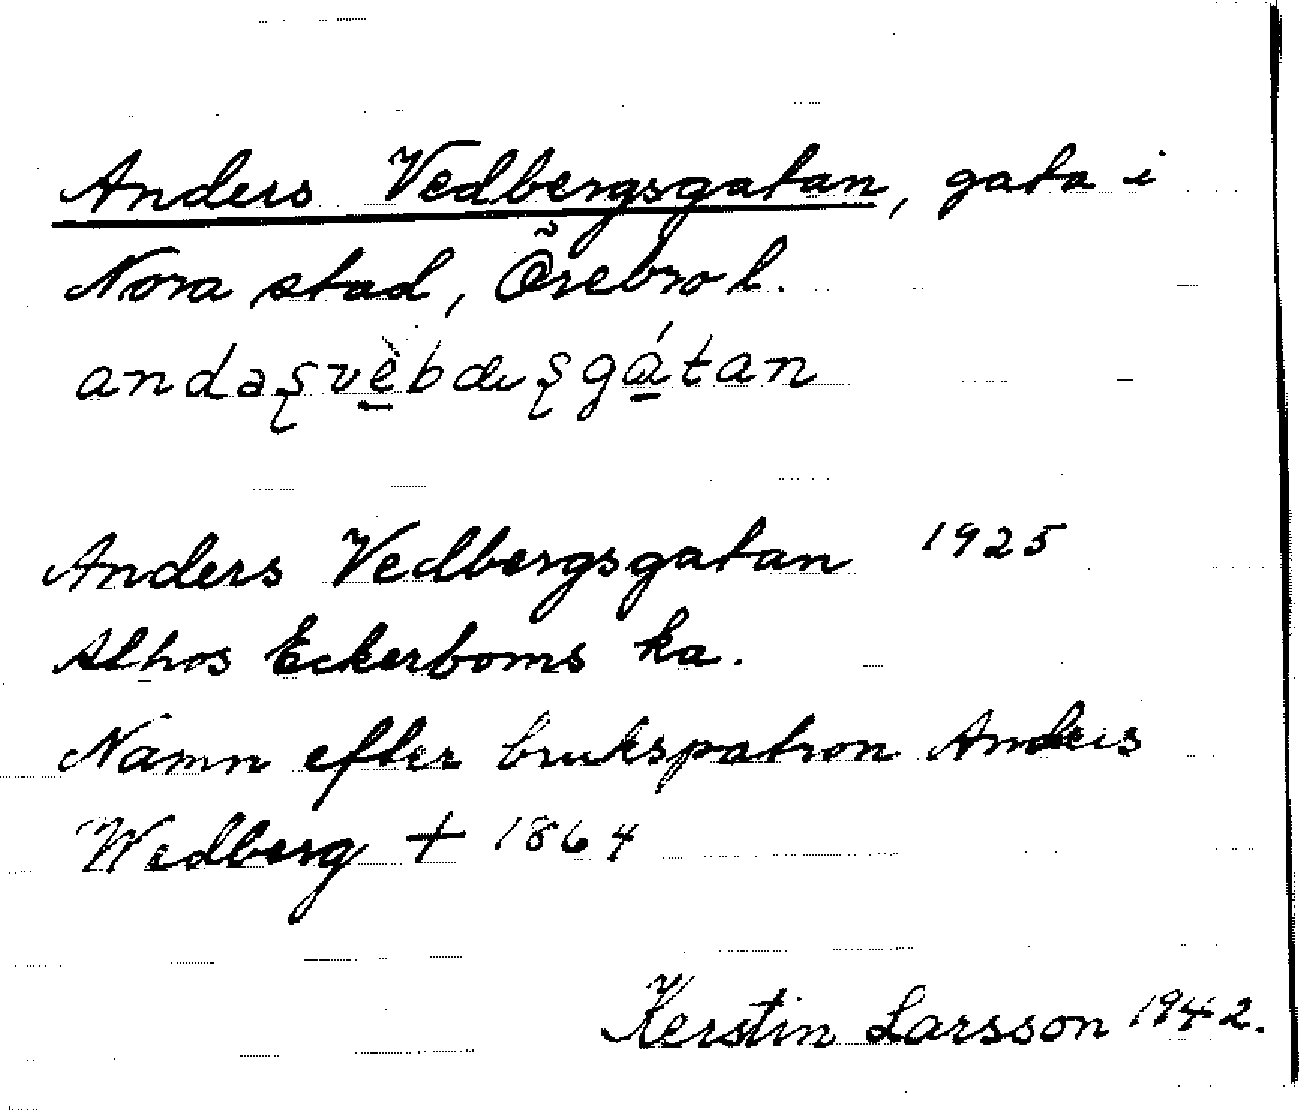 Anders Vedbergsgatan, gata i
Nora stad, Örebro l.
andaʂvèbæʂgátan
Anders Vedbergsgatan 1925
Alhos Eckerboms ka.
Namn efter brukspatron Anders
Wedberg † 1864
Kerstin Larsson 1942.